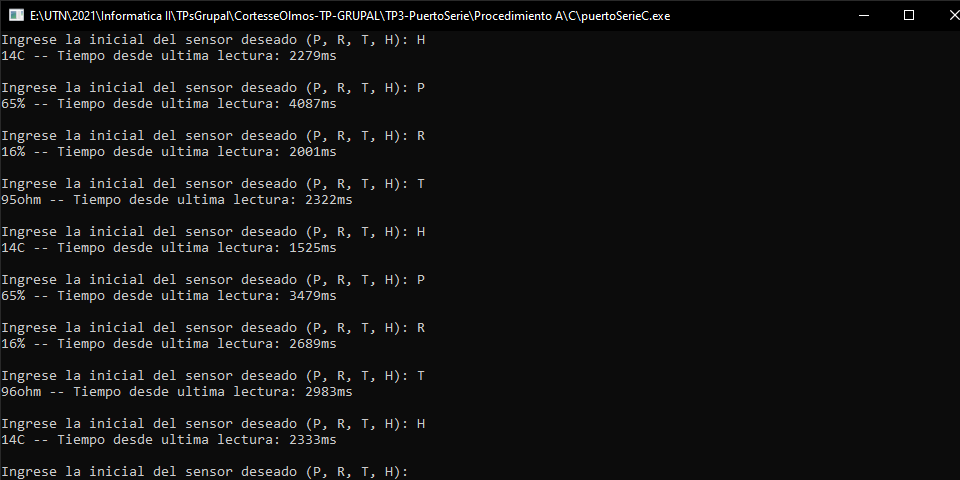 E:\UTN\2021\Informatica II\TPsGrupal\CortesseOlmos-TP-GRUPAL\TP3-PuertoSerie\Procedimiento A\C\puertoSerieC.exe
Ingrese la inicial del sensor deseado (P, R, T, H): H
14C -- Tiempo desde ultima lectura: 2279ms
Ingrese la inicial del sensor deseado (P, R, T, H): P
65% -- Tiempo desde ultima lectura: 4087ms
Ingrese la inicial del sensor deseado (P, R, T, H): R
16% -- Tiempo desde ultima lectura: 2001ms
Ingrese la inicial del sensor deseado (P, R, T, H): T
95ohm -- Tiempo desde ultima lectura: 2322ms
Ingrese la inicial del sensor deseado (P, R, T, H): H
14C -- Tiempo desde ultima lectura: 1525ms
Ingrese la inicial del sensor deseado (P, R, T, H): P
65% -- Tiempo desde ultima lectura: 3479ms
Ingrese la inicial del sensor deseado (P, R, T, H): R
16% -- Tiempo desde ultima lectura: 2689ms
Ingrese la inicial del sensor deseado (P, R, T, H): T
96ohm -- Tiempo desde ultima lectura: 2983ms
Ingrese la inicial del sensor deseado (P, R, T, H): H
14C -- Tiempo desde ultima lectura: 2333ms
Ingrese la inicial del sensor deseado (P, R, T, H):